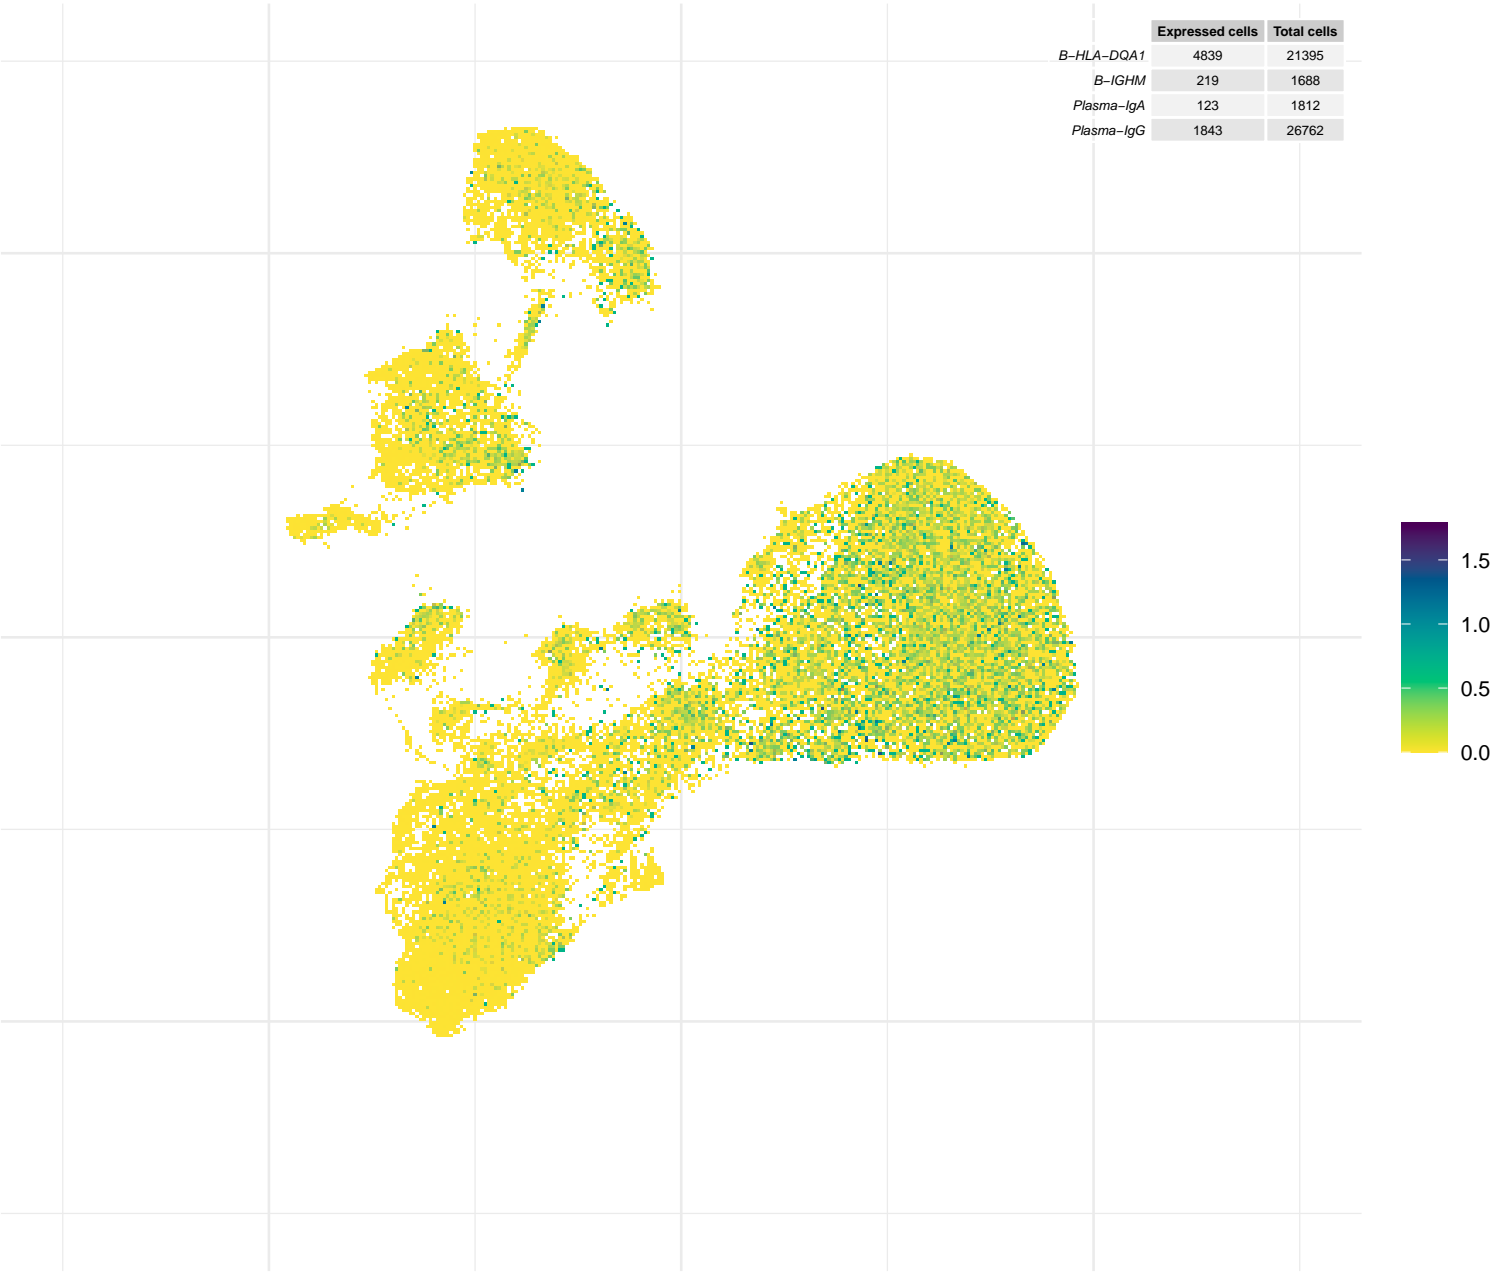 Expressed cells Total cells
B−HLA−DQA1 4839 21395
B−IGHM 219 1688
Plasma−IgA 123 1812
Plasma−IgG 1843 26762
1.5
1.0
0.5
0.0